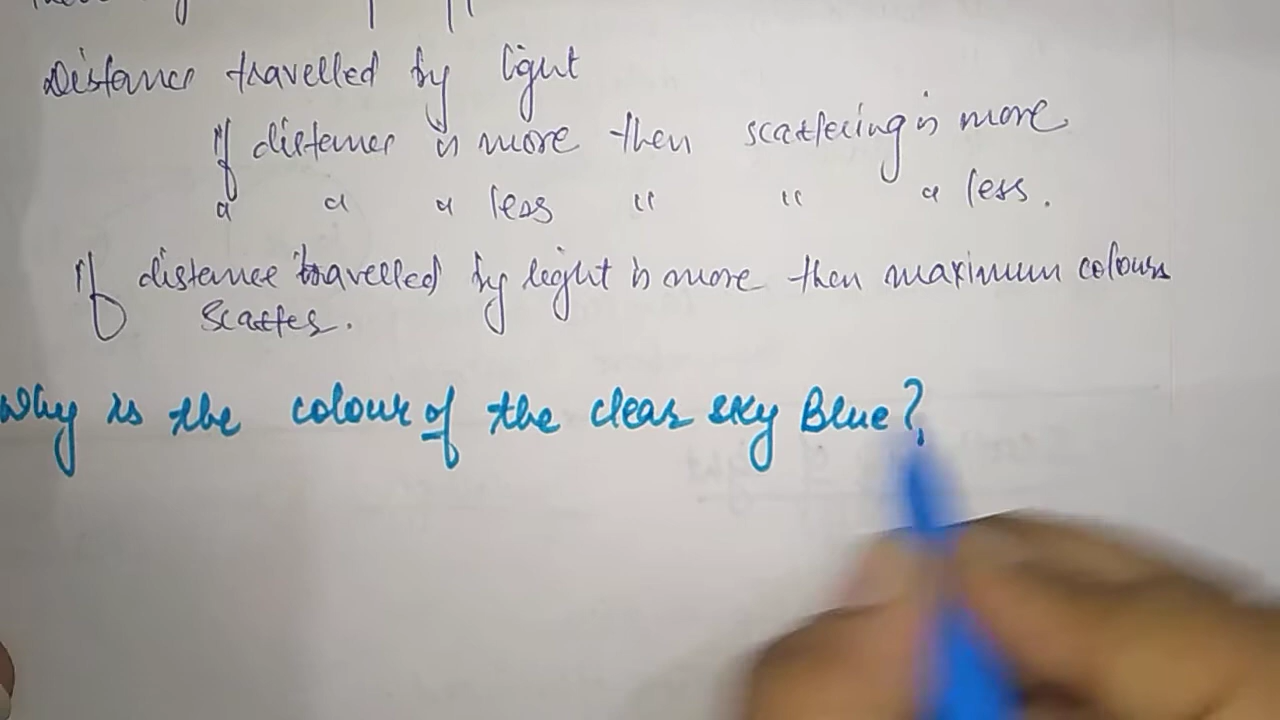 Distance travelled by light
If distance is more then scattering is more
" " " less " " " less.
If distance travelled by light is more then maximum colours
Scatter.
Why is the colour of the clear sky Blue?